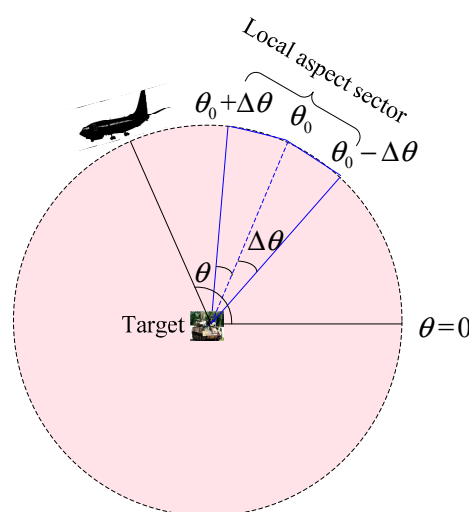 Local aspect sector
θ₀+Δθ
θ₀
θ₀−Δθ
Δθ
θ
Target
θ=0